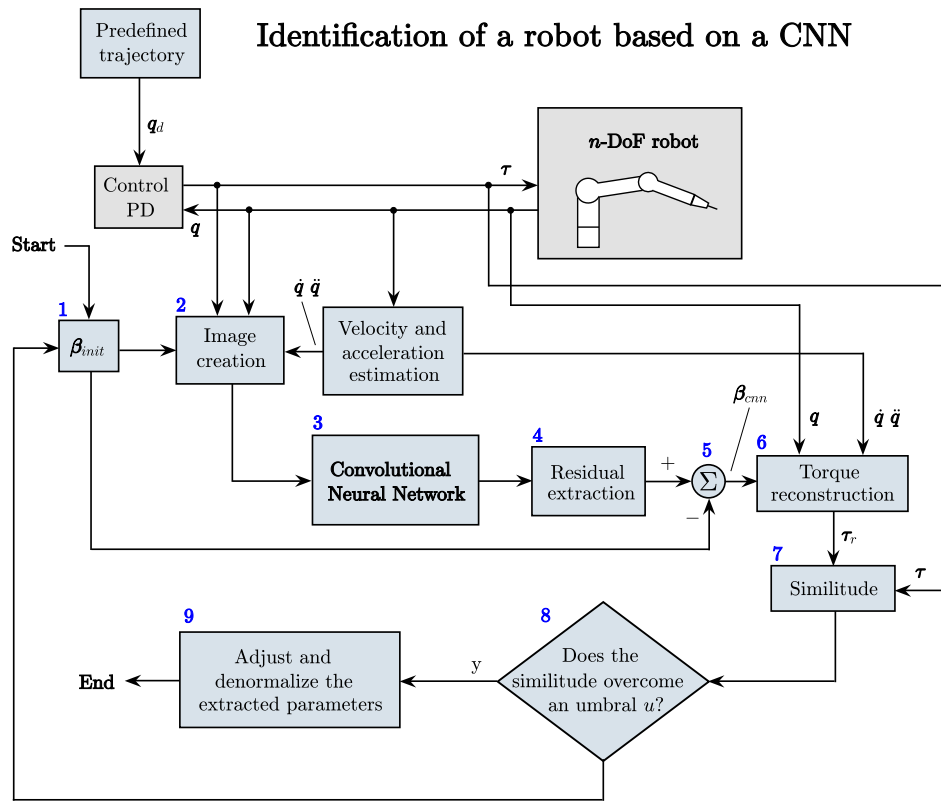 Identification of a robot based on a CNN
Predefined
trajectory
q_d
Control
PD
τ
q
n-DoF robot
Start
1
β_init
2
Image
creation
q̇ q̈
Velocity and
acceleration
estimation
3
Convolutional
Neural Network
4
Residual
extraction
+
−
5
Σ
β_cnn
q
q̇ q̈
6
Torque
reconstruction
τ_r
7
Similitude
τ
8
Does the
similitude overcome
an umbral u?
y
9
Adjust and
denormalize the
extracted parameters
End